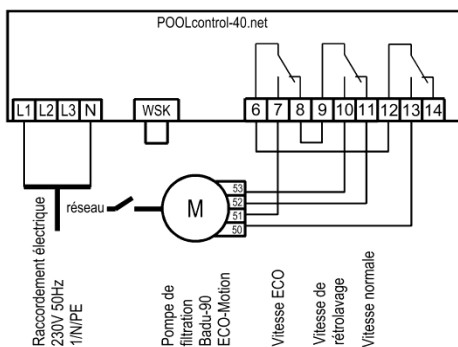 POOLcontrol-40.net
L1 L2 L3 N
WSK
6 7 8 9 10 11 12 13 14
réseau
M
53
52
51
50
Raccordement électrique
230V 50Hz
1/N/PE
Pompe de
filtration
Badu-90
ECO-Motion
Vitesse ECO
Vitesse de
rétrolavage
Vitesse normale